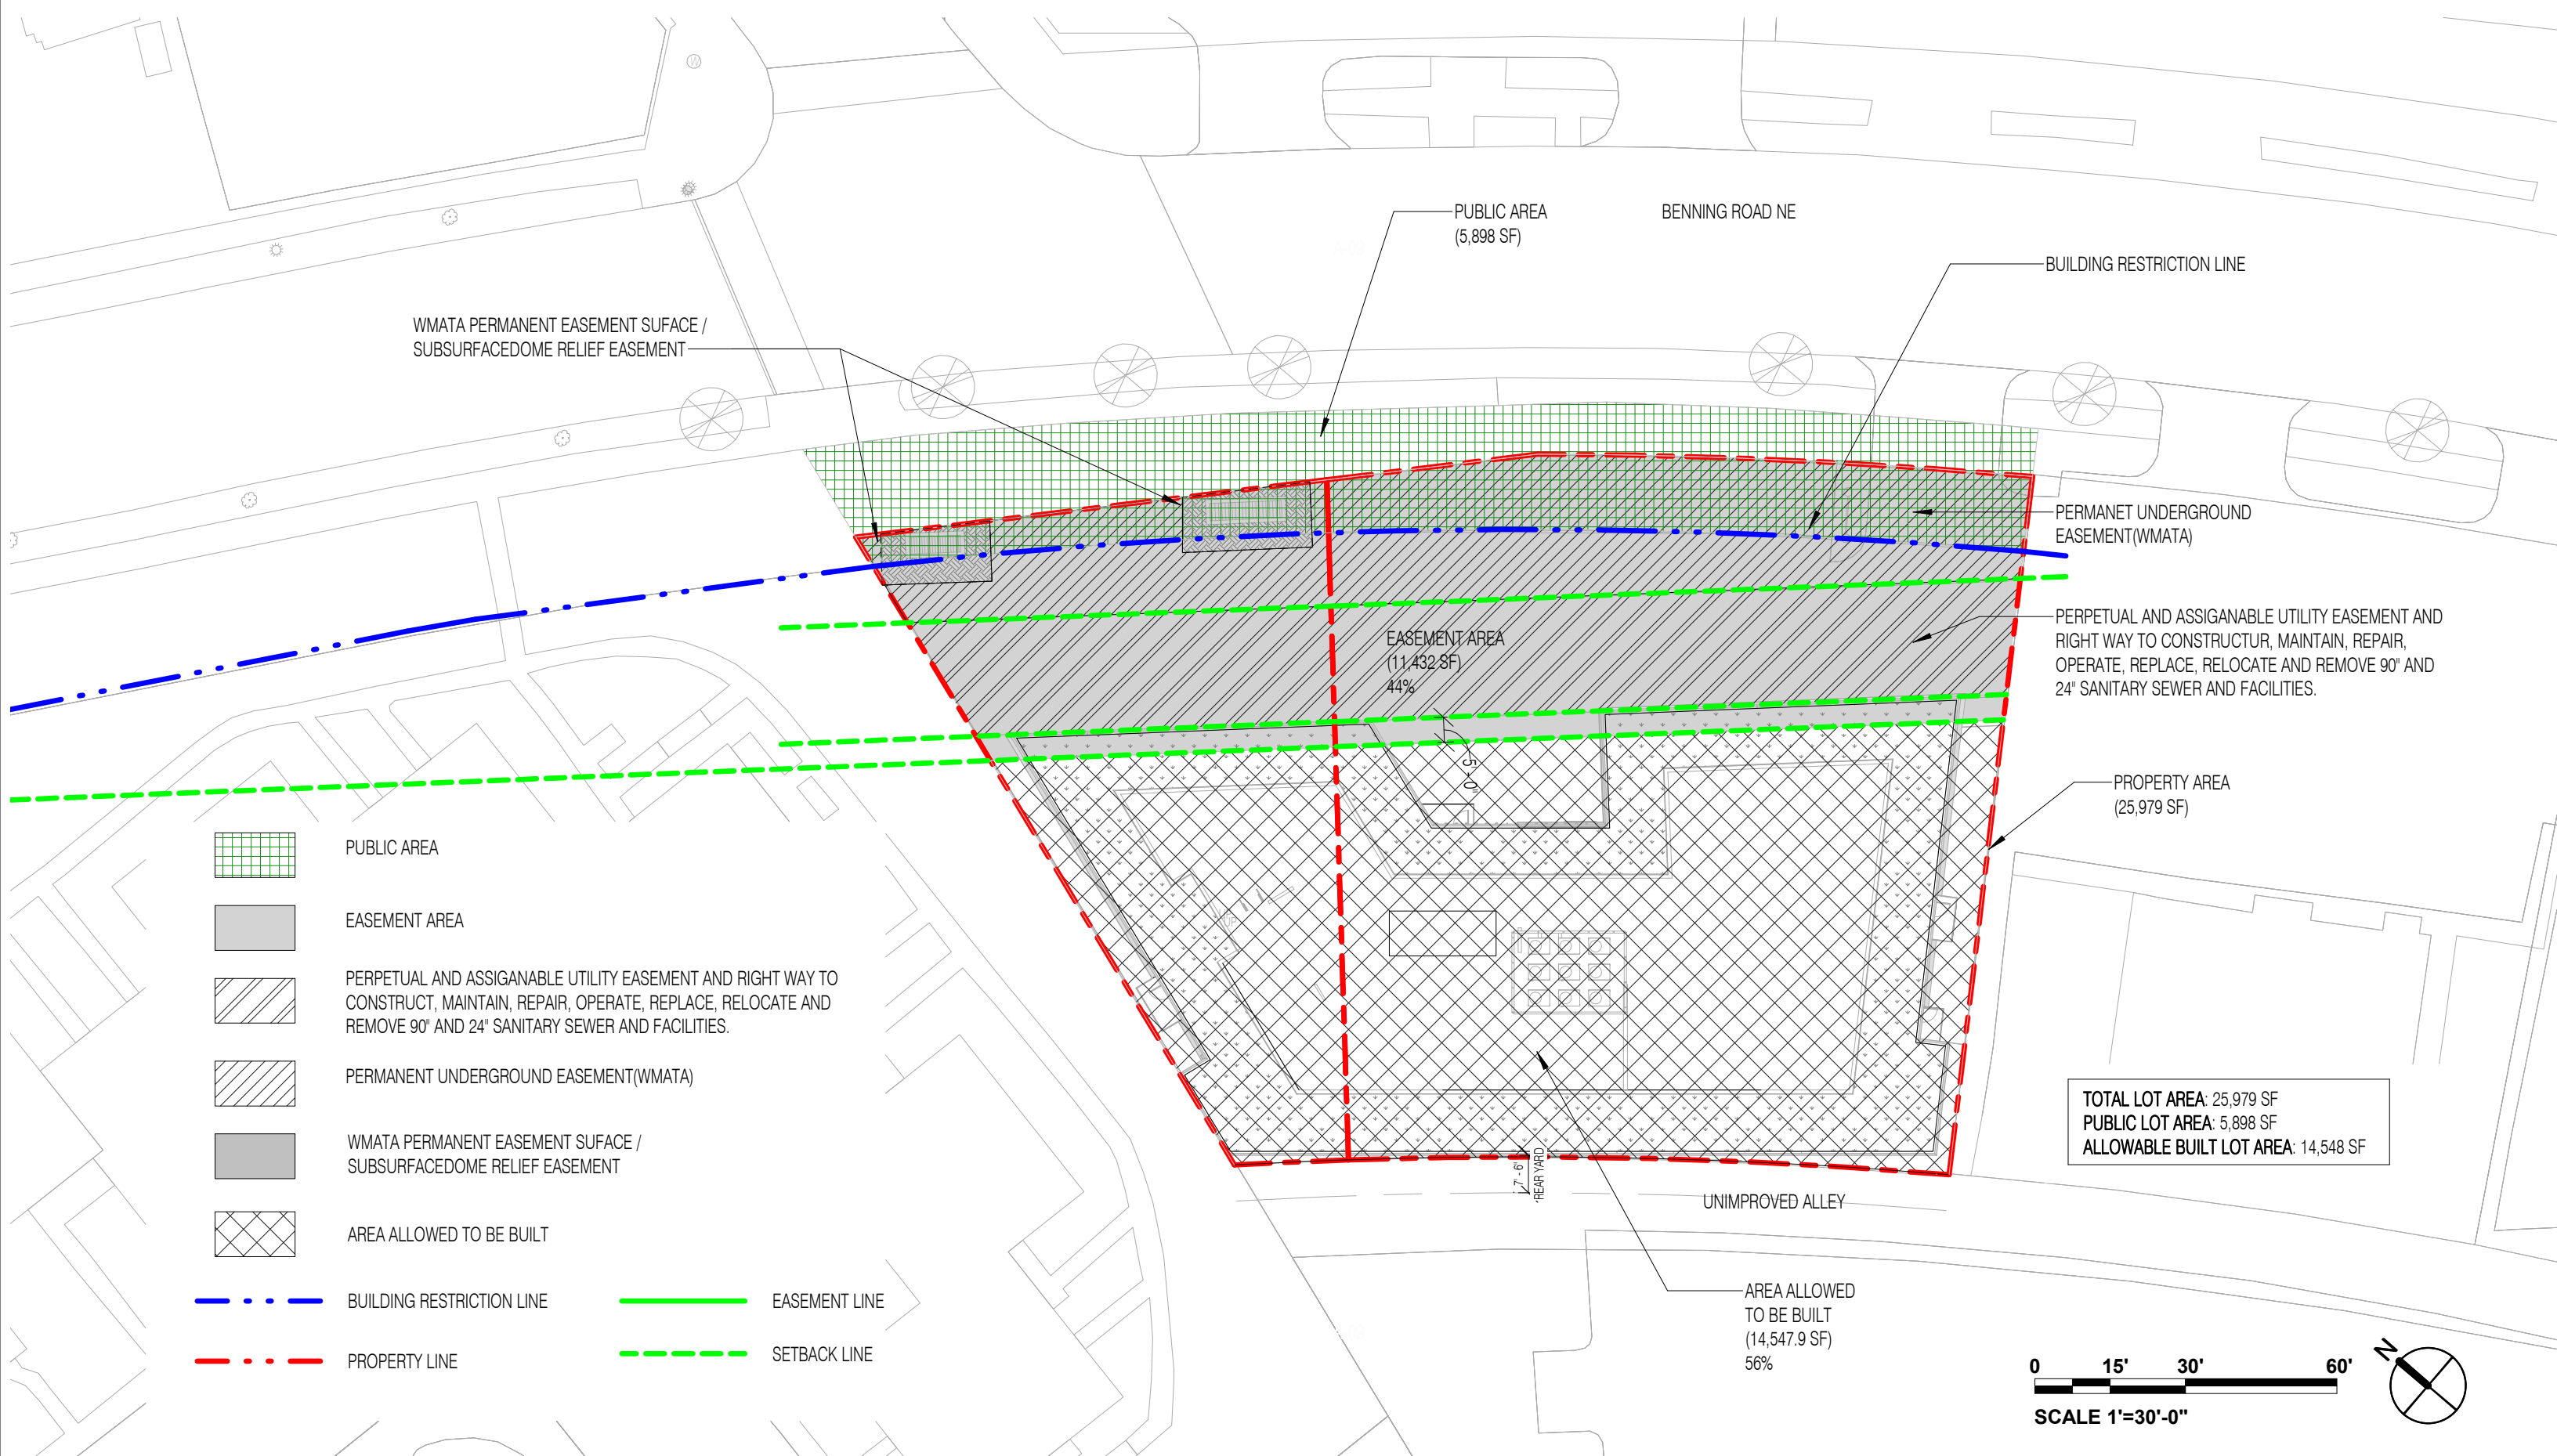 PUBLIC AREA
(5,898 SF)
BENNING ROAD NE
BUILDING RESTRICTION LINE
WMATA PERMANENT EASEMENT SUFACE /
SUBSURFACEDOME RELIEF EASEMENT
PERMANET UNDERGROUND
EASEMENT(WMATA)
PERPETUAL AND ASSIGANABLE UTILITY EASEMENT AND
RIGHT WAY TO CONSTRUCTUR, MAINTAIN, REPAIR,
OPERATE, REPLACE, RELOCATE AND REMOVE 90" AND
24" SANITARY SEWER AND FACILITIES.
EASEMENT AREA
(11,432 SF)
44%
5'-0"
PROPERTY AREA
(25,979 SF)
PUBLIC AREA
EASEMENT AREA
PERPETUAL AND ASSIGANABLE UTILITY EASEMENT AND RIGHT WAY TO
CONSTRUCT, MAINTAIN, REPAIR, OPERATE, REPLACE, RELOCATE AND
REMOVE 90" AND 24" SANITARY SEWER AND FACILITIES.
PERMANENT UNDERGROUND EASEMENT(WMATA)
WMATA PERMANENT EASEMENT SUFACE /
SUBSURFACEDOME RELIEF EASEMENT
AREA ALLOWED TO BE BUILT
BUILDING RESTRICTION LINE
EASEMENT LINE
PROPERTY LINE
SETBACK LINE
TOTAL LOT AREA: 25,979 SF
PUBLIC LOT AREA: 5,898 SF
ALLOWABLE BUILT LOT AREA: 14,548 SF
7' - 6"
REAR YARD
UNIMPROVED ALLEY
AREA ALLOWED
TO BE BUILT
(14,547.9 SF)
56%
0 15' 30' 60'
SCALE 1'=30'-0"
N